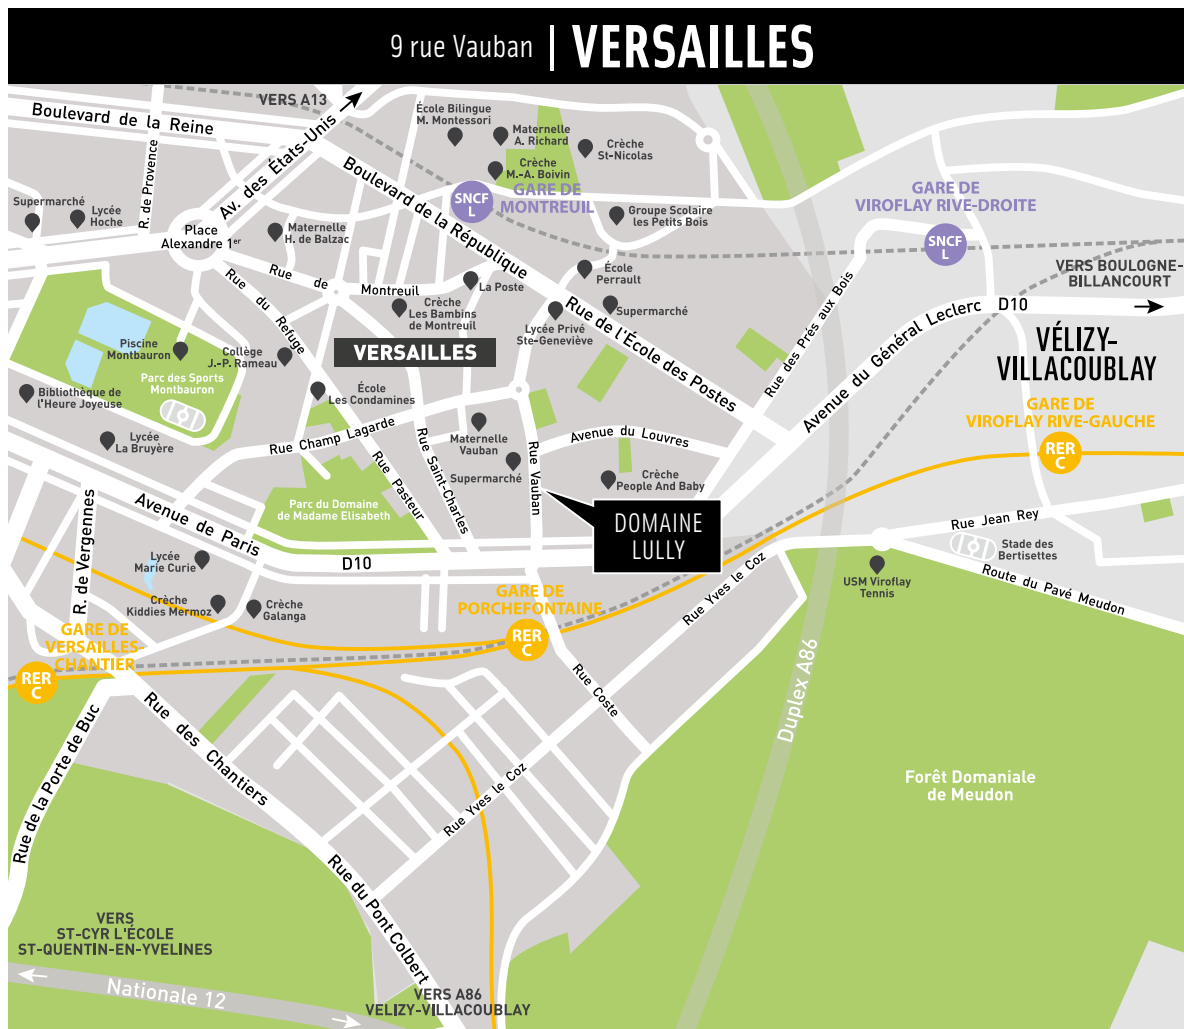 9 rue Vauban | VERSAILLES
VERS A13
Boulevard de la Reine
R. de Provence
Av. des États-Unis
École Bilingue
M. Montessori
Maternelle
A. Richard
Crèche
St-Nicolas
Crèche
M.-A. Boivin
Boulevard de la République
SNCF
L
GARE DE
MONTREUIL
GARE DE
VIROFLAY RIVE-DROITE
SNCF
L
Supermarché
Lycée
Hoche
Place
Alexandre 1er
Maternelle
H. de Balzac
Groupe Scolaire
les Petits Bois
VERS BOULOGNE-
BILLANCOURT
Rue de
Montreuil
La Poste
École
Perrault
Rue du Refuge
Crèche
Les Bambins
de Montreuil
Lycée Privé
Ste-Geneviève
Supermarché
Rue de l'École des Postes
Rue des Prés aux Bois
Avenue du Général Leclerc
D10
VÉLIZY-
VILLACOUBLAY
Piscine
Montbauron
Collège
J.-P. Rameau
VERSAILLES
Parc des Sports
Montbauron
Bibliothèque de
l'Heure Joyeuse
École
Les Condamines
GARE DE
VIROFLAY RIVE-GAUCHE
RER
C
Lycée
La Bruyère
Rue Champ Lagarde
Rue Pasteur
Rue Saint-Charles
Maternelle
Vauban
Supermarché
Rue Vauban
Avenue du Louvres
Crèche
People And Baby
Parc du Domaine
de Madame Elisabeth
DOMAINE
LULLY
Avenue de Paris
D10
R. de Vergennes
Rue Jean Rey
Stade des
Bertisettes
Route du Pavé Meudon
USM Viroflay
Tennis
Lycée
Marie Curie
Crèche
Kiddies Mermoz
Crèche
Galanga
GARE DE
PORCHEFONTAINE
RER
C
Rue Yves le Coz
GARE DE
VERSAILLES-
CHANTIER
RER
C
Rue Coste
Duplex A86
Rue de la Porte de Buc
Rue des Chantiers
Rue Yves le Coz
Forêt Domaniale
de Meudon
Rue du Pont Colbert
VERS
ST-CYR L'ÉCOLE
ST-QUENTIN-EN-YVELINES
Nationale 12
VERS A86
VELIZY-VILLACOUBLAY